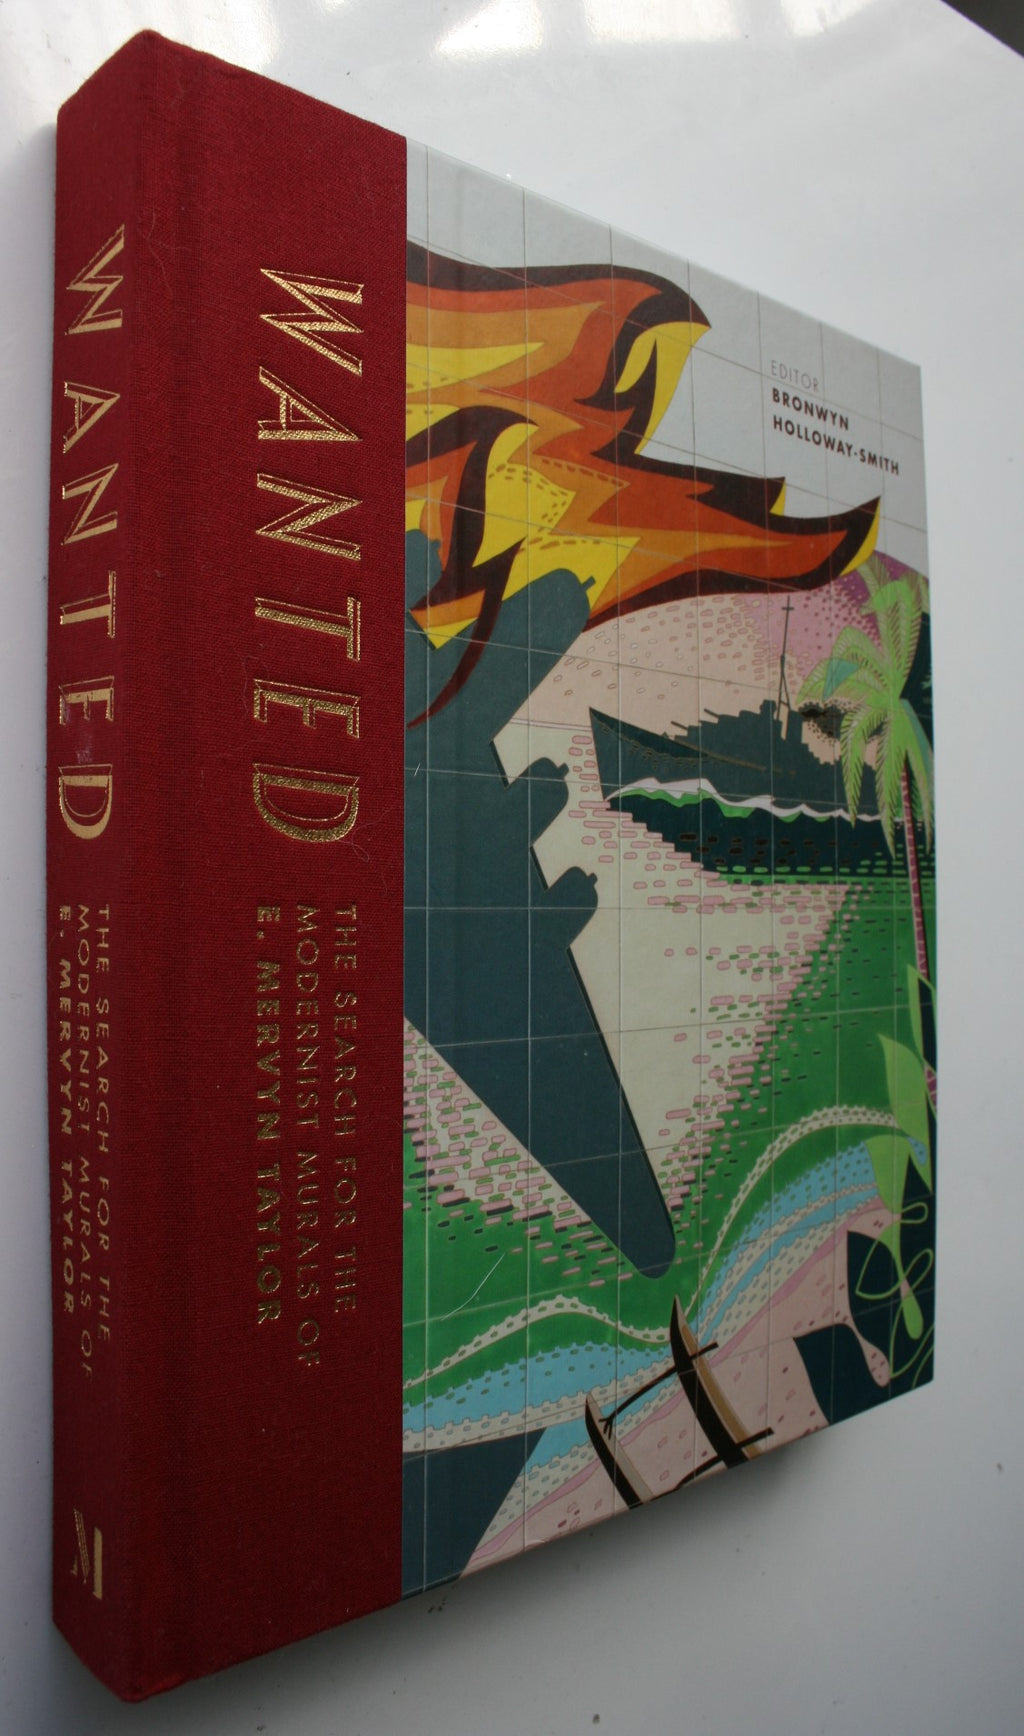 WANTED
THE SEARCH FOR THE
MODERNIST MURALS OF
E. MERVYN TAYLOR
WANTED
THE SEARCH FOR THE
MODERNIST MURALS OF
E. MERVYN TAYLOR
EDITOR
BRONWYN
HOLLOWAY-SMITH